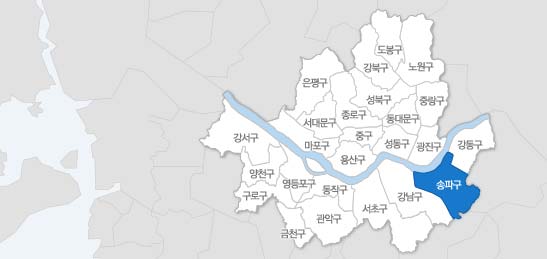 도봉구
강북구
노원구
은평구
성북구
중랑구
종로구
서대문구
동대문구
강서구
중구
성동구
광진구
강동구
마포구
용산구
양천구
영등포구
동작구
송파구
구로구
강남구
서초구
관악구
금천구